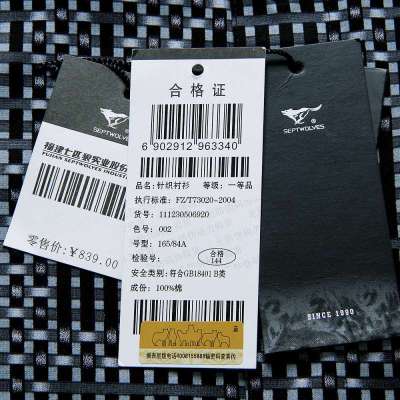 SEPTWOLVES
福建七匹狼实业股份
FUJIAN SEPTWOLVES INDUST
零售价:￥839.00
合格证
6 902912 963340
品名:针织衬衫 等级:一等品
执行标准: FZ/T73020-2004
货号: 111230506920
色号: 002
号型: 165/84A
检验号: 合格 144
安全类别: 符合GB18401 B类
成份: 100%棉
SEPTWOLVES
SINCE 1990